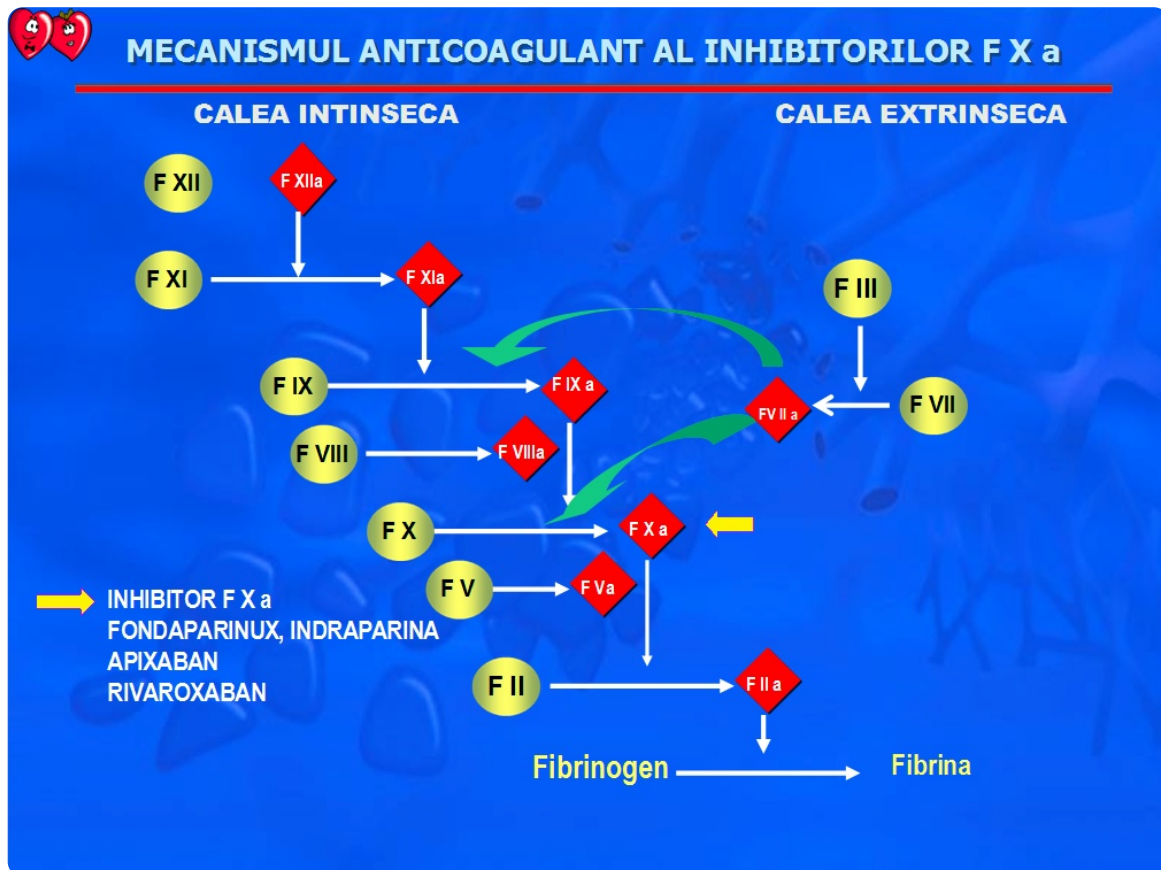 MECANISMUL ANTICOAGULANT AL INHIBITORILOR F X a
CALEA INTINSECA
CALEA EXTRINSECA
F XII
F XIIa
F XI
F XIa
F III
F IX
F IX a
FV II a
F VII
F VIII
F VIIIa
F X
F X a
F V
F Va
INHIBITOR F X a
FONDAPARINUX, INDRAPARINA
APIXABAN
RIVAROXABAN
F II
F II a
Fibrinogen
Fibrina